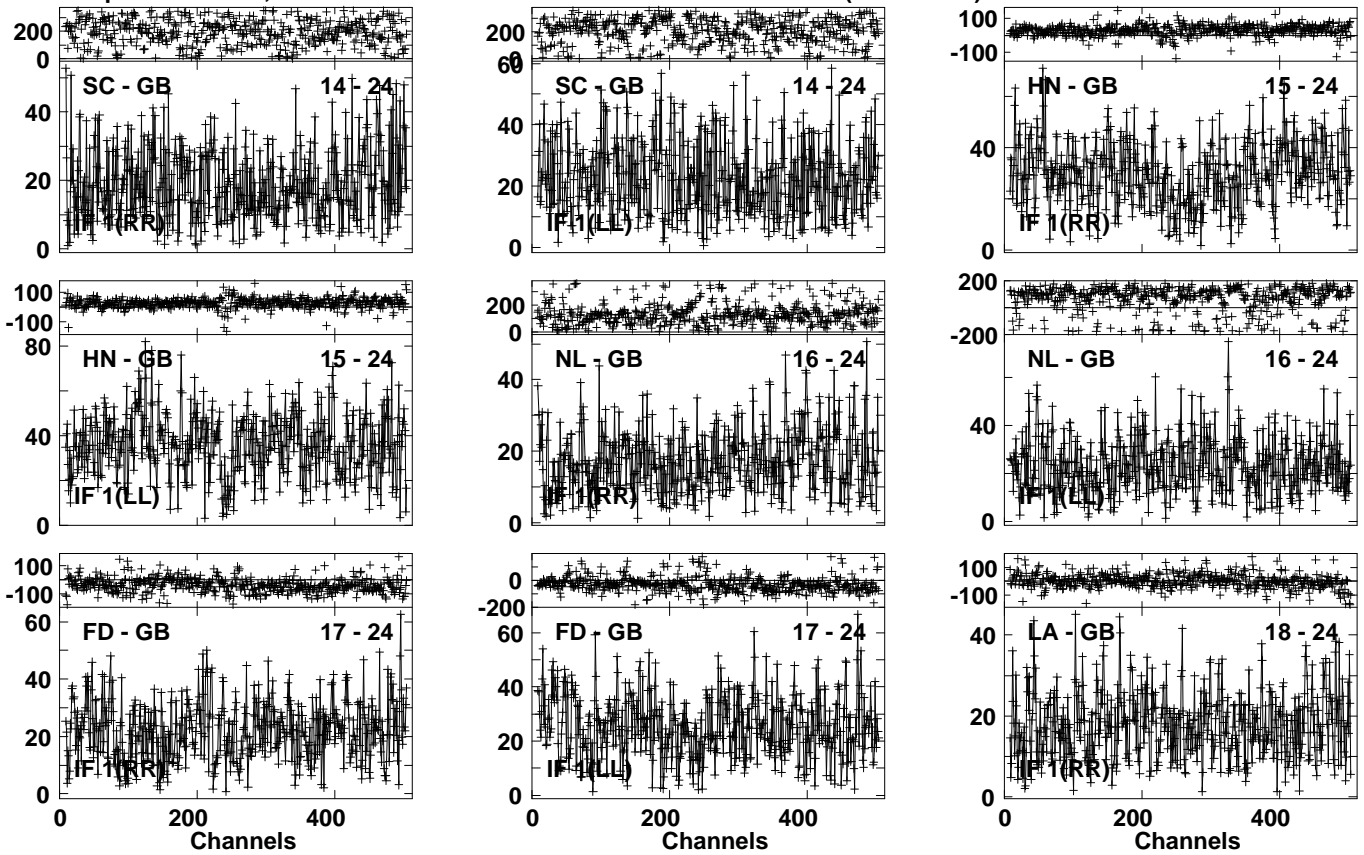 200
0
200
0
100
-100
SC - GB 14 - 24
SC - GB 14 - 24
HN - GB 15 - 24
40
20
0
IF 1(RR)
60
40
20
0
IF 1(LL)
40
0
IF 1(RR)
100
-100
200
0
200
-200
HN - GB 15 - 24
NL - GB 16 - 24
NL - GB 16 - 24
80
40
0
IF 1(LL)
40
20
0
IF 1(RR)
40
0
IF 1(LL)
100
-100
0
-200
100
-100
FD - GB 17 - 24
FD - GB 17 - 24
LA - GB 18 - 24
60
40
20
0
IF 1(RR)
60
40
20
0
IF 1(LL)
40
20
0
IF 1(RR)
0 200 400
0 200 400
0 200 400
Channels
Channels
Channels